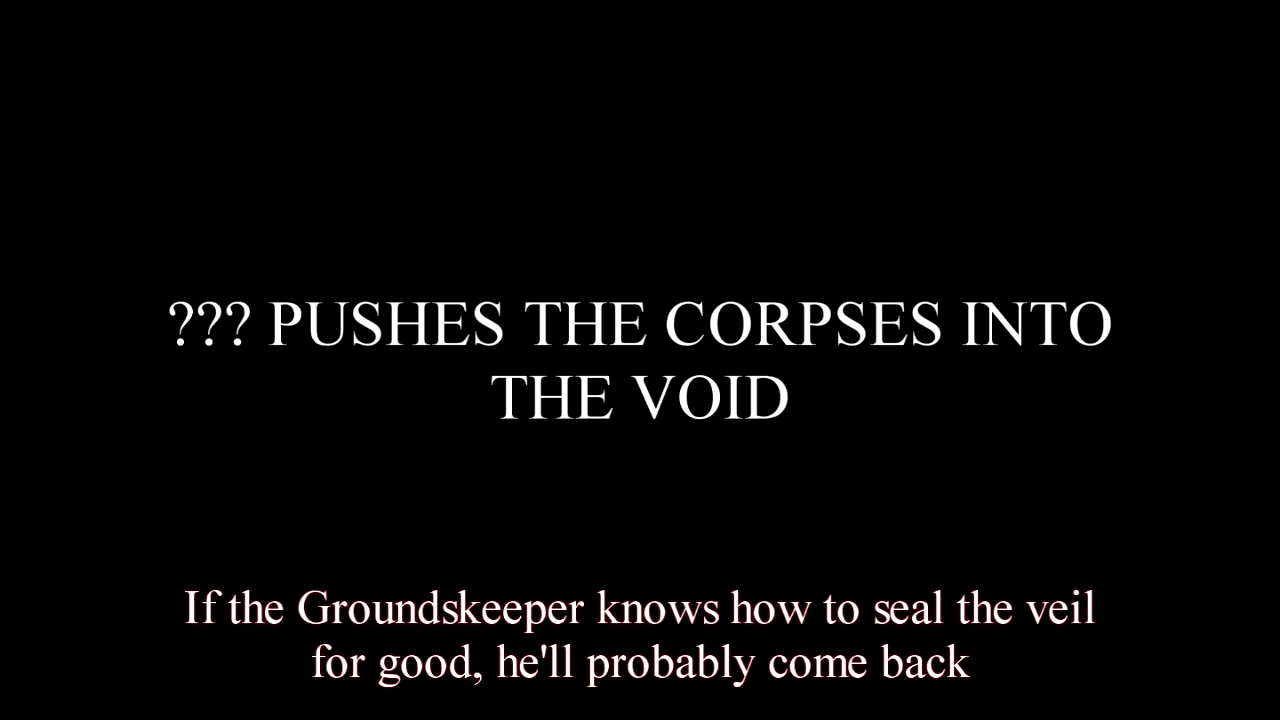 ??? PUSHES THE CORPSES INTO
THE VOID
If the Groundskeeper knows how to seal the veil
for good, he'll probably come back